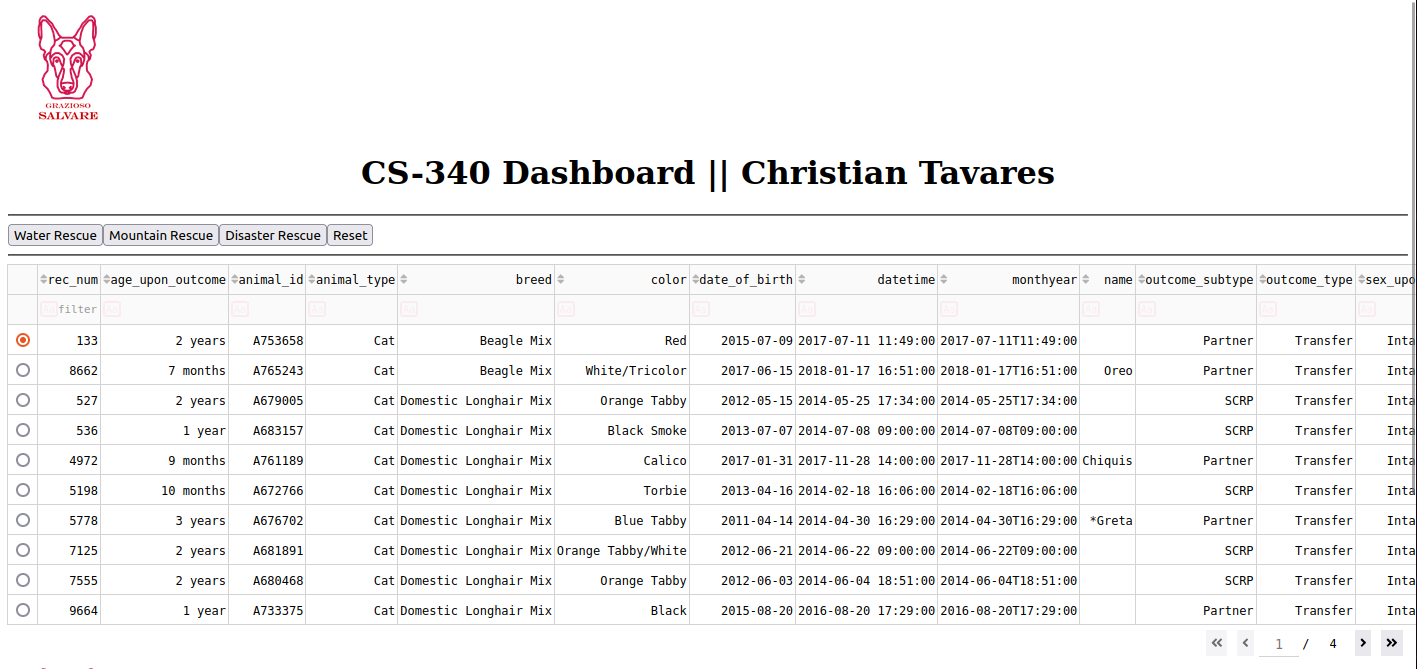 GRAZIOSO
SALVARE
CS-340 Dashboard || Christian Tavares
Water Rescue Mountain Rescue Disaster Rescue Reset
rec_num age_upon_outcome animal_id animal_type breed color date_of_birth datetime monthyear name outcome_subtype outcome_type sex_upo
Aa filter Aa Aa Aa Aa Aa Aa Aa Aa Aa Aa Aa Aa
133 2 years A753658 Cat Beagle Mix Red 2015-07-09 2017-07-11 11:49:00 2017-07-11T11:49:00 Partner Transfer Inta
8662 7 months A765243 Cat Beagle Mix White/Tricolor 2017-06-15 2018-01-17 16:51:00 2018-01-17T16:51:00 Oreo Partner Transfer Inta
527 2 years A679005 Cat Domestic Longhair Mix Orange Tabby 2012-05-15 2014-05-25 17:34:00 2014-05-25T17:34:00 SCRP Transfer Inta
536 1 year A683157 Cat Domestic Longhair Mix Black Smoke 2013-07-07 2014-07-08 09:00:00 2014-07-08T09:00:00 SCRP Transfer Inta
4972 9 months A761189 Cat Domestic Longhair Mix Calico 2017-01-31 2017-11-28 14:00:00 2017-11-28T14:00:00 Chiquis Partner Transfer Inta
5198 10 months A672766 Cat Domestic Longhair Mix Torbie 2013-04-16 2014-02-18 16:06:00 2014-02-18T16:06:00 SCRP Transfer Inta
5778 3 years A676702 Cat Domestic Longhair Mix Blue Tabby 2011-04-14 2014-04-30 16:29:00 2014-04-30T16:29:00 *Greta Partner Transfer Inta
7125 2 years A681891 Cat Domestic Longhair Mix Orange Tabby/White 2012-06-21 2014-06-22 09:00:00 2014-06-22T09:00:00 SCRP Transfer Inta
7555 2 years A680468 Cat Domestic Longhair Mix Orange Tabby 2012-06-03 2014-06-04 18:51:00 2014-06-04T18:51:00 SCRP Transfer Inta
9664 1 year A733375 Cat Domestic Longhair Mix Black 2015-08-20 2016-08-20 17:29:00 2016-08-20T17:29:00 Partner Transfer Inta
1 / 4